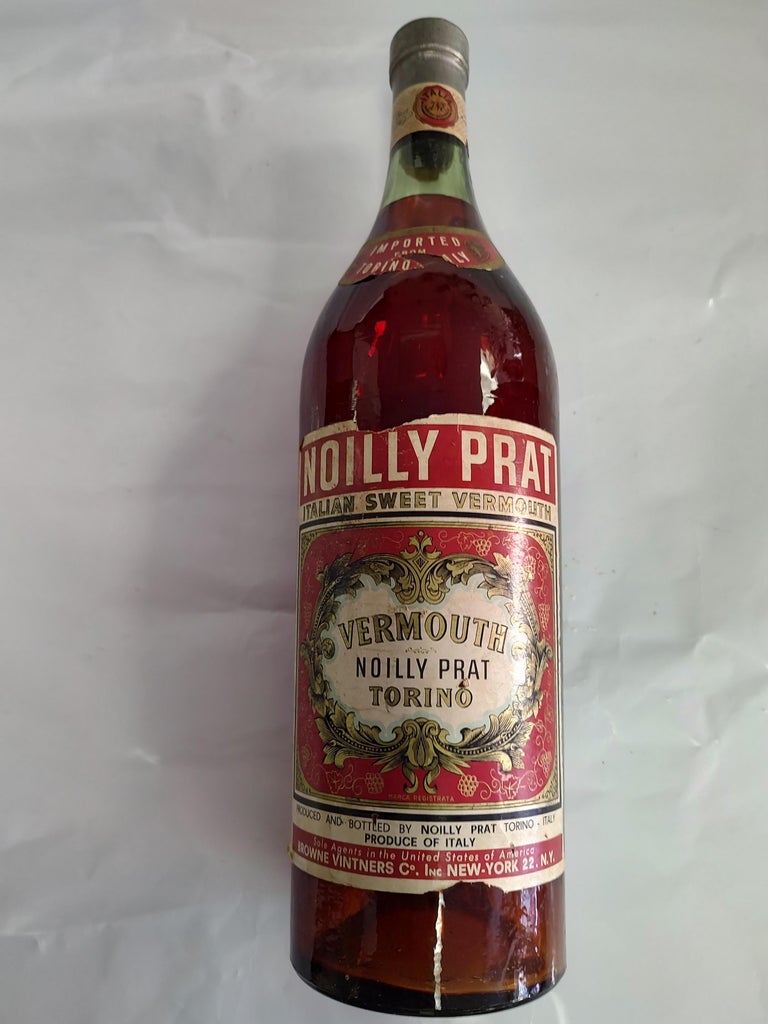 ITALIA
IMPORTED
FROM
TORINO
NOILLY PRAT
ITALIAN SWEET VERMOUTH
VERMOUTH
NOILLY PRAT
TORINO
MARCA REGISTRATA
PRODUCED AND BOTTLED BY NOILLY PRAT TORINO - ITALY
PRODUCE OF ITALY
Sole Agents in the United States of America
BROWNE VINTNERS Cº. Inc NEW-YORK 22. N.Y.